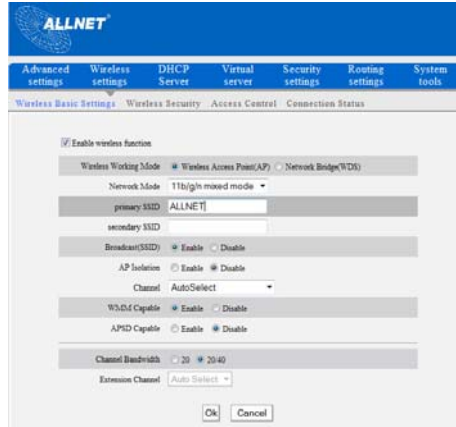 ALLNET
Advanced settings Wireless settings DHCP Server Virtual server Security settings Routing settings System tools
Wireless Basic Settings Wireless Security Access Control Connection Status
Enable wireless function
Wireless Working Mode Wireless Access Point(AP) Network Bridge(WDS)
Network Mode 11b/g/n mixed mode
primary SSID ALLNET
secondary SSID
Broadcast(SSID) Enable Disable
AP Isolation Enable Disable
Channel AutoSelect
WMM Capable Enable Disable
APSD Capable Enable Disable
Channel Bandwidth 20 20/40
Extension Channel Auto Select
Ok Cancel